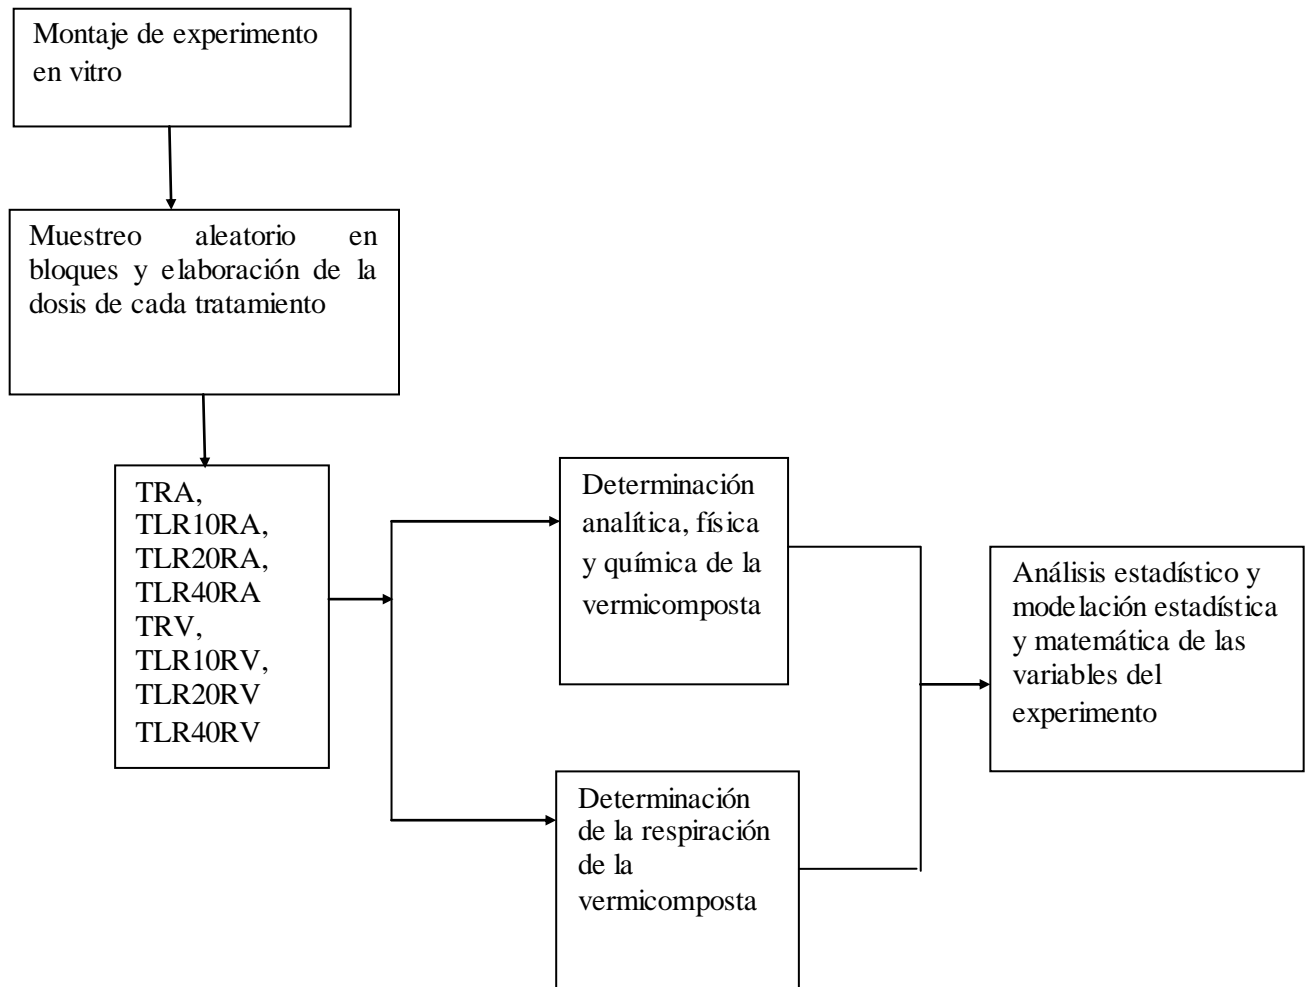 Montaje de experimento
en vitro
Muestreo aleatorio en
bloques y elaboración de la
dosis de cada tratamiento
TRA,
TLR10RA,
TLR20RA,
TLR40RA
TRV,
TLR10RV,
TLR20RV
TLR40RV
Determinación
analítica, física
y química de la
vermicomposta
Determinación
de la respiración
de la
vermicomposta
Análisis estadístico y
modelación estadística
y matemática de las
variables del
experimento